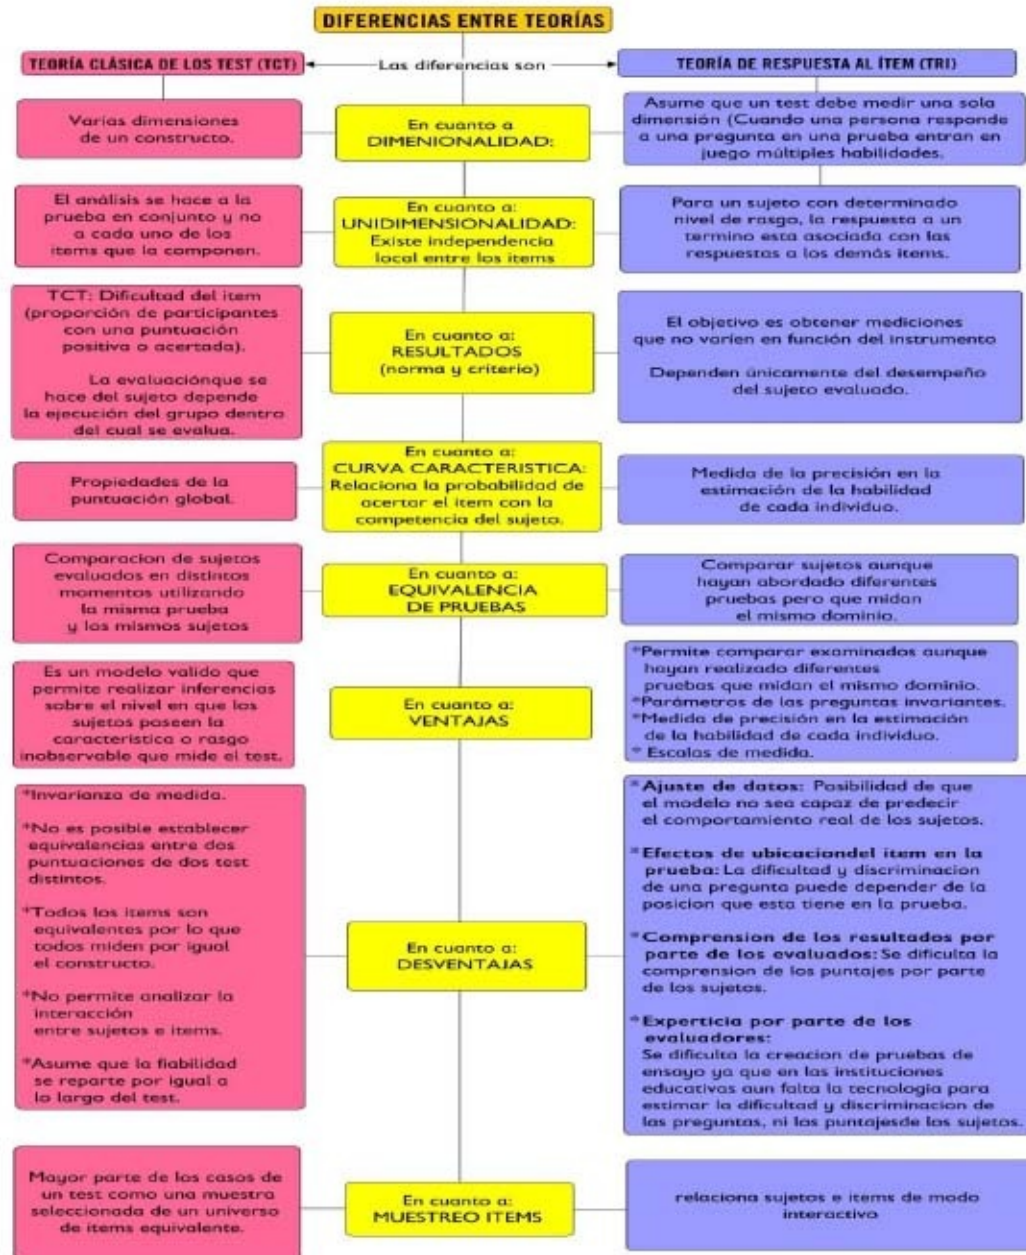 DIFERENCIAS ENTRE TEORÍAS
TEORÍA CLÁSICA DE LOS TEST (TCT)
Las diferencias son
TEORÍA DE RESPUESTA AL ÍTEM (TRI)
Varias dimensiones
de un constructo.
En cuanto a
DIMENIONALIDAD:
Asume que un test debe medir una sola
dimensión (Cuando una persona responde
a una pregunta en una prueba entran en
juego múltiples habilidades.
El análisis se hace a la
prueba en conjunto y no
a cada uno de los
items que la componen.
En cuanto a:
UNIDIMENSIONALIDAD:
Existe independencia
local entre los items
Para un sujeto con determinado
nivel de rasgo, la respuesta a un
termino esta asociada con las
respuestas a los demás items.
TCT: Dificultad del item
(proporción de participantes
con una puntuación
positiva o acertada).
La evaluaciónque se
hace del sujeto depende
la ejecución del grupo dentro
del cual se evalua.
En cuanto a:
RESULTADOS
(norma y criterio)
El objetivo es obtener mediciones
que no varíen en función del instrumento
Dependen únicamente del desempeño
del sujeto evaluado.
Propiedades de la
puntuación global.
En cuanto a:
CURVA CARACTERISTICA:
Relaciona la probabilidad de
acertar el item con la
competencia del sujeto.
Medida de la precisión en la
estimación de la habilidad
de cada individuo.
Comparacion de sujetos
evaluados en distintos
momentos utilizando
la misma prueba
y los mismos sujetos
En cuanto a:
EQUIVALENCIA
DE PRUEBAS
Comparar sujetos aunque
hayan abordado diferentes
pruebas pero que midan
el mismo dominio.
Es un modelo valido que
permite realizar inferencias
sobre el nivel en que los
sujetos poseen la
característica o rasgo
inobservable que mide el test.
En cuanto a:
VENTAJAS
*Permite comparar examinados aunque
hayan realizado diferentes
pruebas que midan el mismo dominio.
*Parámetros de las preguntas invariantes.
*Medida de precisión en la estimación
de la habilidad de cada individuo.
* Escalas de medida.
*Invarianza de medida.
*No es posible establecer
equivalencias entre dos
puntuaciones de dos test
distintos.
*Todos los items son
equivalentes por lo que
todos miden por igual
el constructo.
*No permite analizar la
interacción
entre sujetos e items.
*Asume que la fiabilidad
se reparte por igual a
lo largo del test.
En cuanto a:
DESVENTAJAS
* Ajuste de datos: Posibilidad de que
el modelo no sea capaz de predecir
el comportamiento real de los sujetos.
* Efectos de ubicaciondel item en la
prueba: La dificultad y discriminacion
de una pregunta puede depender de la
posicion que esta tiene en la prueba.
* Comprension de los resultados por
parte de los evaluados: Se dificulta la
comprension de los puntajes por parte
de los sujetos.
* Experticia por parte de los
evaluadores:
Se dificulta la creacion de pruebas de
ensayo ya que en las instituciones
educativas aun falta la tecnología para
estimar la dificultad y discriminacion de
las preguntas, ni los puntajesde los sujetos.
Mayor parte de los casos de
un test como una muestra
seleccionada de un universo
de items equivalente.
En cuanto a:
MUESTREO ITEMS
relaciona sujetos e items de modo
interactivo